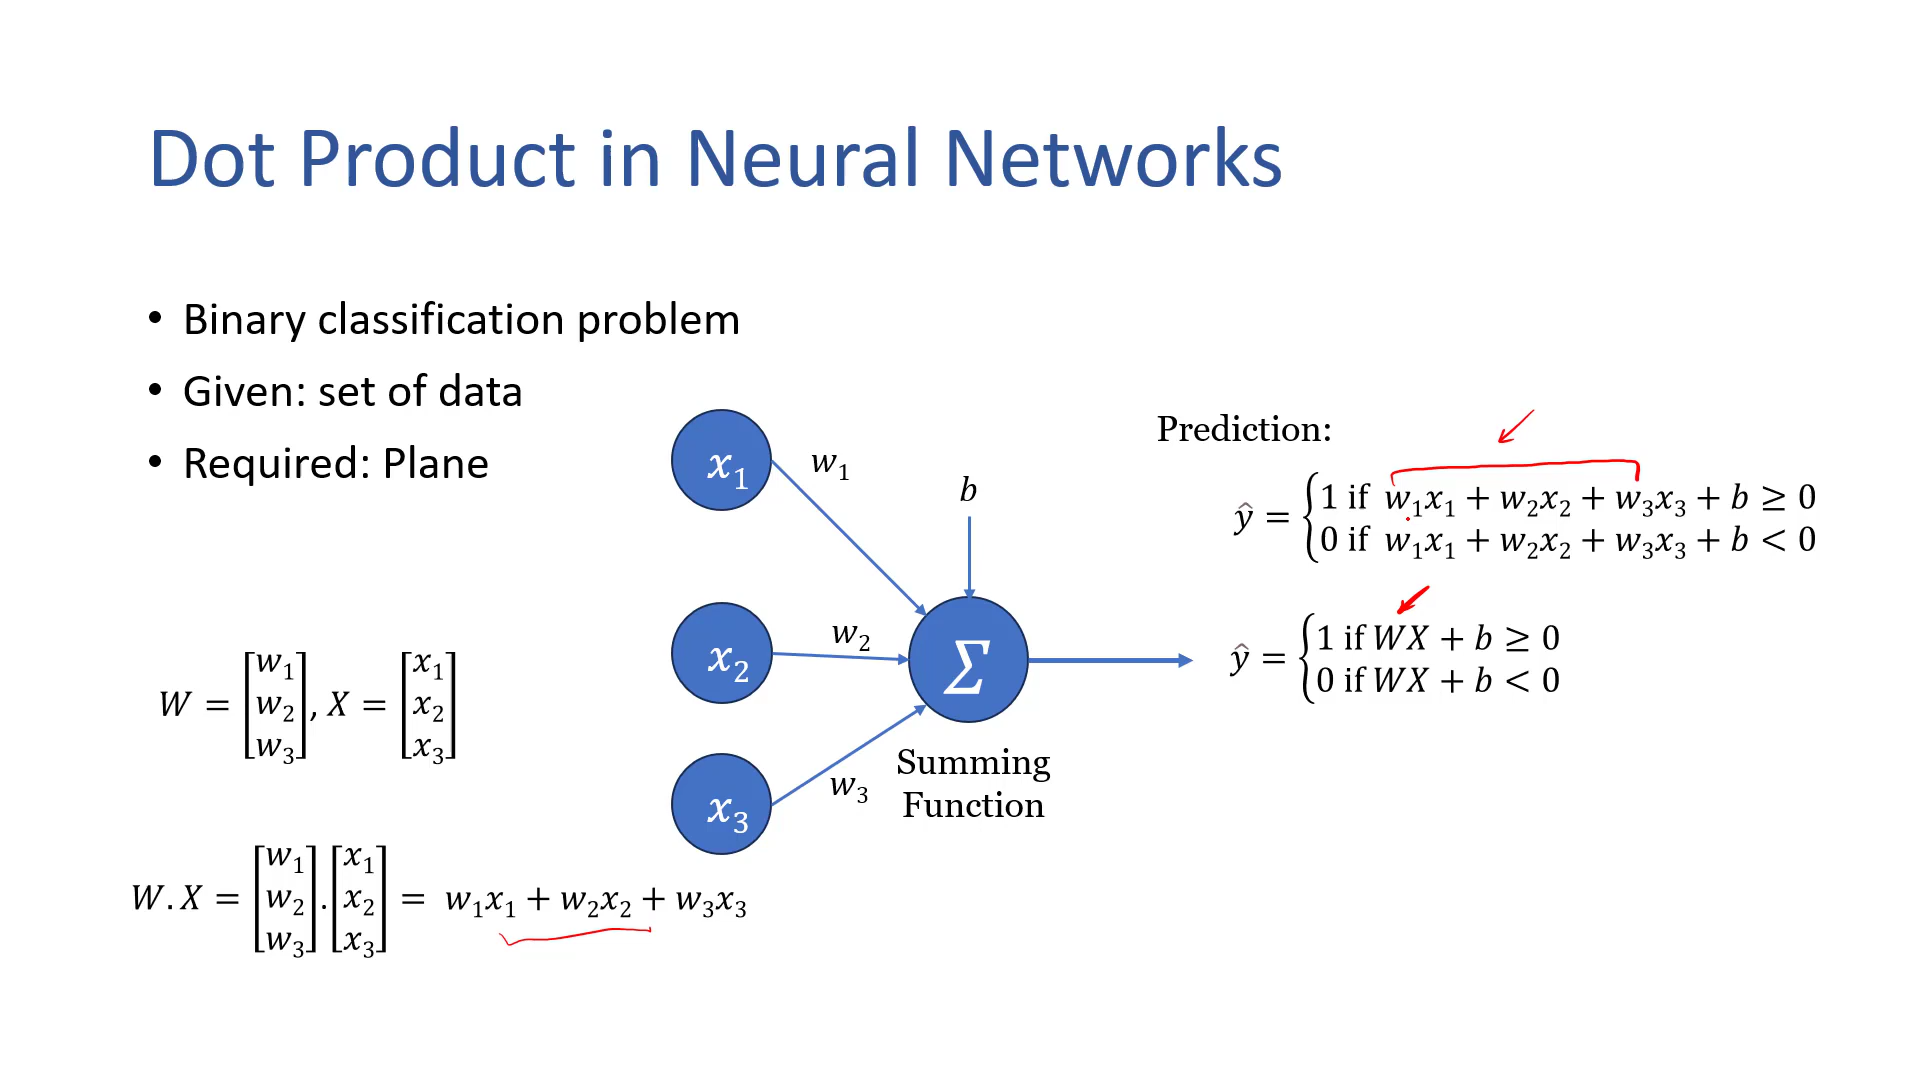 Dot Product in Neural Networks
• Binary classification problem
• Given: set of data
• Required: Plane
x₁
w₁
b
x₂
w₂
Σ
x₃
w₃
Summing
Function
Prediction:
ŷ = {1 if w₁x₁ + w₂x₂ + w₃x₃ + b ≥ 0
0 if w₁x₁ + w₂x₂ + w₃x₃ + b < 0
ŷ = {1 if WX + b ≥ 0
0 if WX + b < 0
W = [w₁ w₂ w₃], X = [x₁ x₂ x₃]
W.X = [w₁ w₂ w₃].[x₁ x₂ x₃] = w₁x₁ + w₂x₂ + w₃x₃